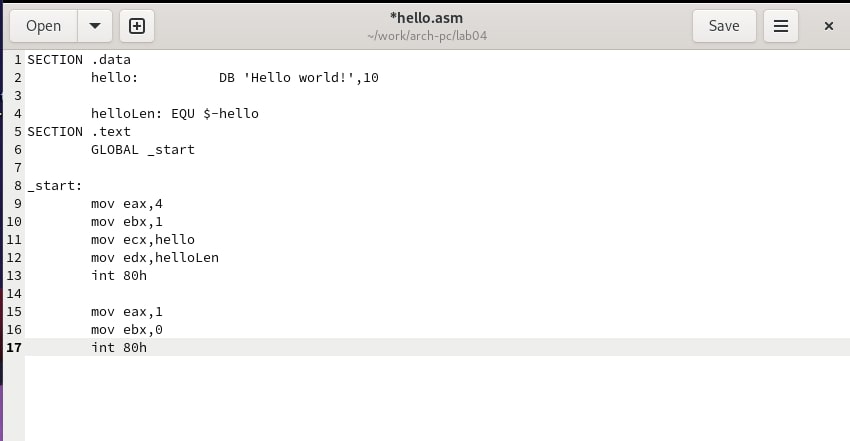 Open
*hello.asm
~/work/arch-pc/lab04
Save
1 SECTION .data
2         hello:          DB 'Hello world!',10
3
4         helloLen: EQU $-hello
5 SECTION .text
6         GLOBAL _start
7
8 _start:
9         mov eax,4
10         mov ebx,1
11         mov ecx,hello
12         mov edx,helloLen
13         int 80h
14
15         mov eax,1
16         mov ebx,0
17         int 80h